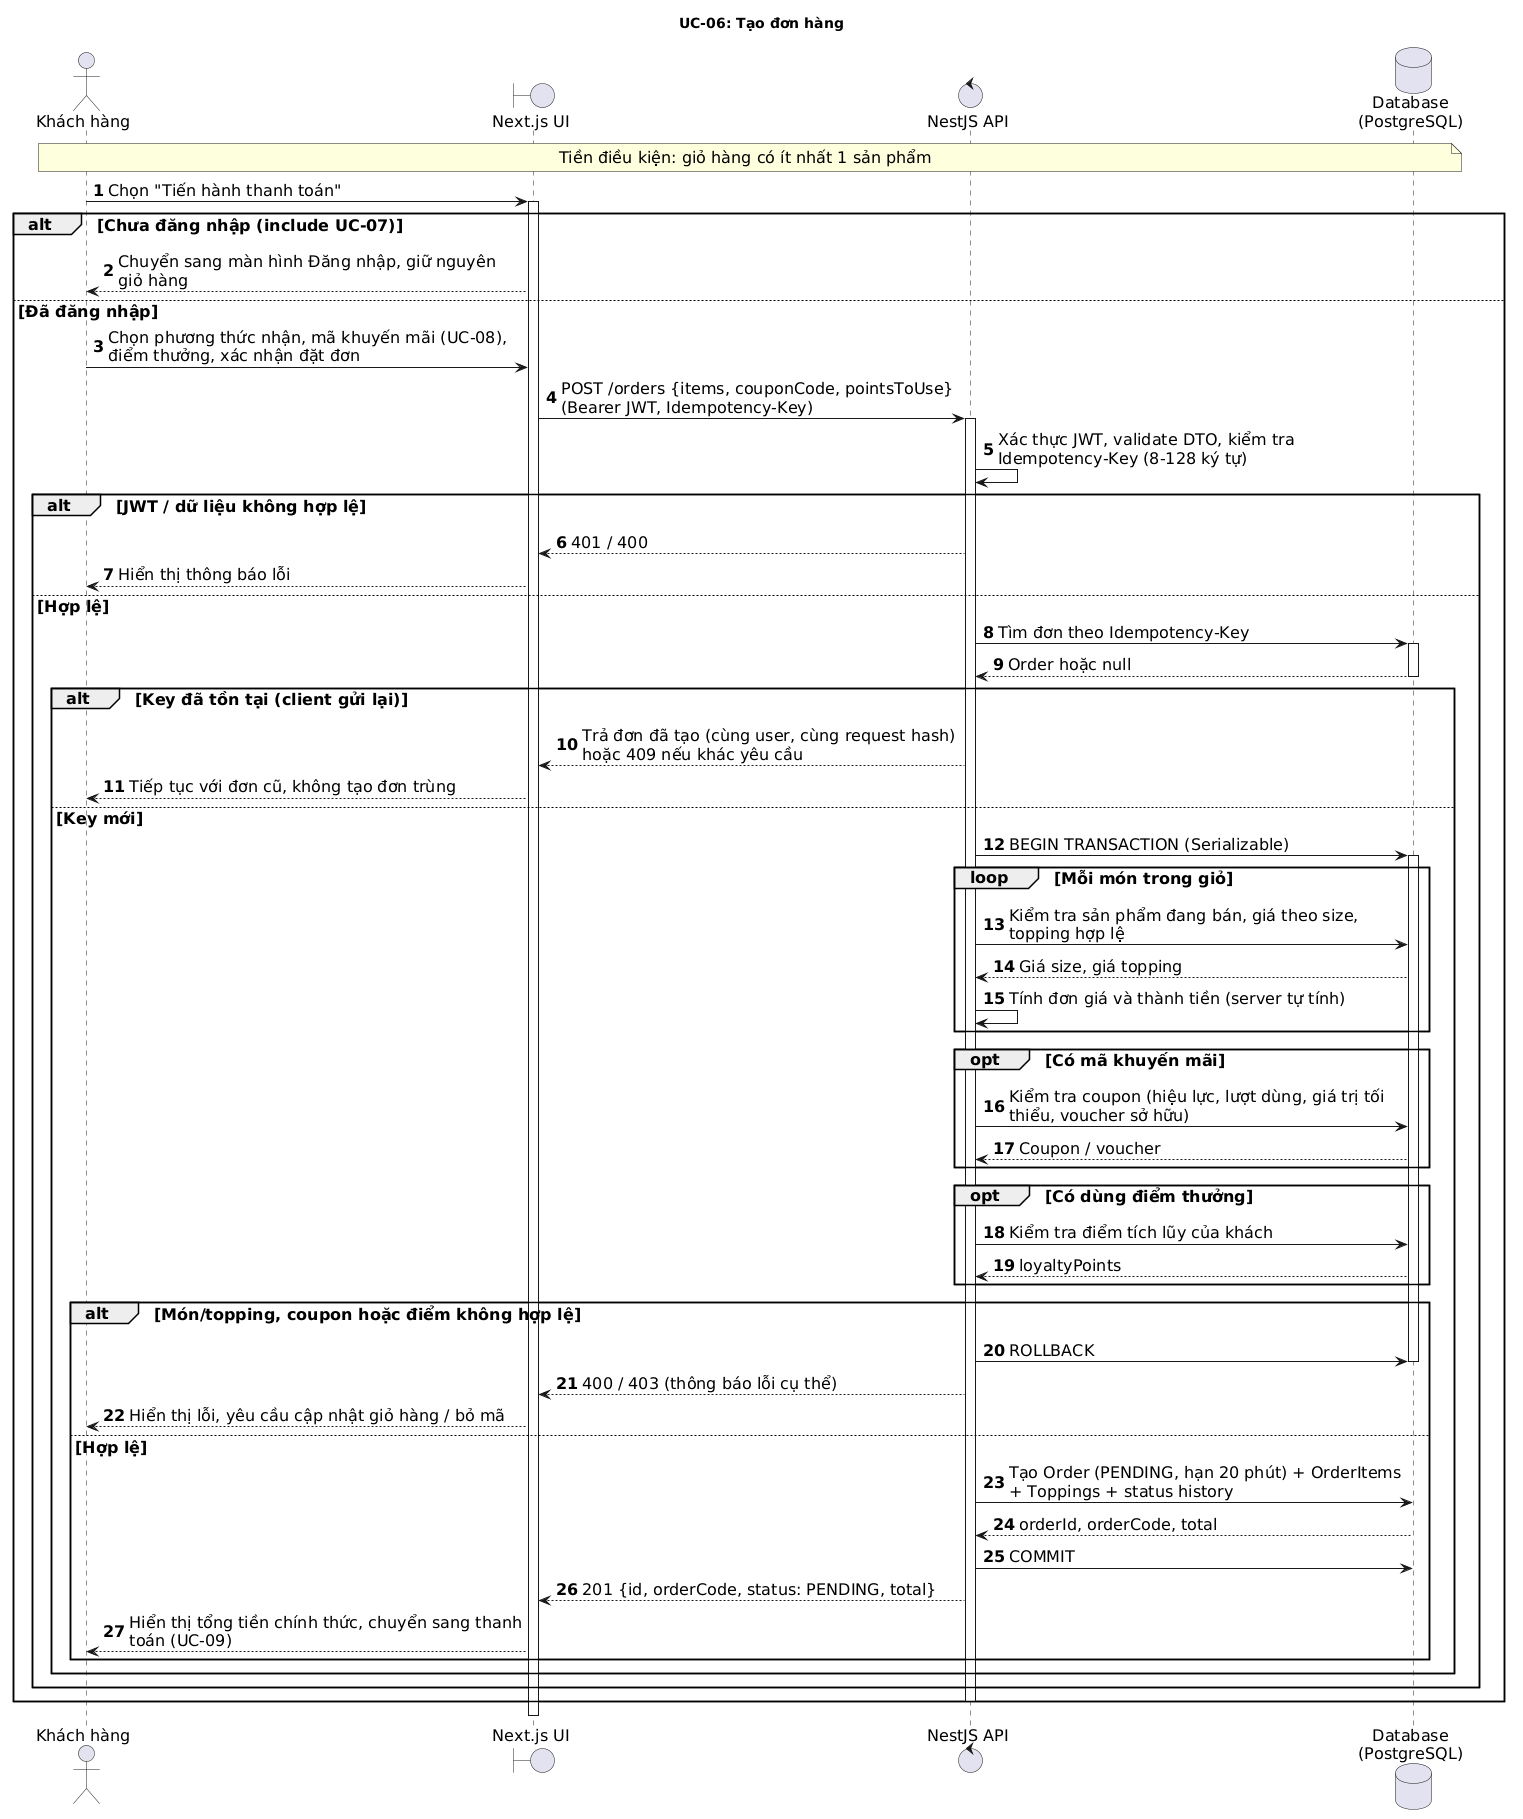 UC-06: Tạo đơn hàng
Khách hàng
Next.js UI
NestJS API
Database
(PostgreSQL)
Tiền điều kiện: giỏ hàng có ít nhất 1 sản phẩm
1 Chọn "Tiến hành thanh toán"
alt [Chưa đăng nhập (include UC-07)]
2 Chuyển sang màn hình Đăng nhập, giữ nguyên
giỏ hàng
[Đã đăng nhập]
3 Chọn phương thức nhận, mã khuyến mãi (UC-08),
điểm thưởng, xác nhận đặt đơn
4 POST /orders {items, couponCode, pointsToUse}
(Bearer JWT, Idempotency-Key)
5 Xác thực JWT, validate DTO, kiểm tra
Idempotency-Key (8-128 ký tự)
alt [JWT / dữ liệu không hợp lệ]
6 401 / 400
7 Hiển thị thông báo lỗi
[Hợp lệ]
8 Tìm đơn theo Idempotency-Key
9 Order hoặc null
alt [Key đã tồn tại (client gửi lại)]
10 Trả đơn đã tạo (cùng user, cùng request hash)
hoặc 409 nếu khác yêu cầu
11 Tiếp tục với đơn cũ, không tạo đơn trùng
[Key mới]
12 BEGIN TRANSACTION (Serializable)
loop [Mỗi món trong giỏ]
13 Kiểm tra sản phẩm đang bán, giá theo size,
topping hợp lệ
14 Giá size, giá topping
15 Tính đơn giá và thành tiền (server tự tính)
opt [Có mã khuyến mãi]
16 Kiểm tra coupon (hiệu lực, lượt dùng, giá trị tối
thiểu, voucher sở hữu)
17 Coupon / voucher
opt [Có dùng điểm thưởng]
18 Kiểm tra điểm tích lũy của khách
19 loyaltyPoints
alt [Món/topping, coupon hoặc điểm không hợp lệ]
20 ROLLBACK
21 400 / 403 (thông báo lỗi cụ thể)
22 Hiển thị lỗi, yêu cầu cập nhật giỏ hàng / bỏ mã
[Hợp lệ]
23 Tạo Order (PENDING, hạn 20 phút) + OrderItems
+ Toppings + status history
24 orderId, orderCode, total
25 COMMIT
26 201 {id, orderCode, status: PENDING, total}
27 Hiển thị tổng tiền chính thức, chuyển sang thanh
toán (UC-09)
Khách hàng
Next.js UI
NestJS API
Database
(PostgreSQL)